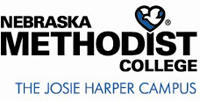 NEBRASKA
METHODIST
COLLEGE
THE JOSIE HARPER CAMPUS